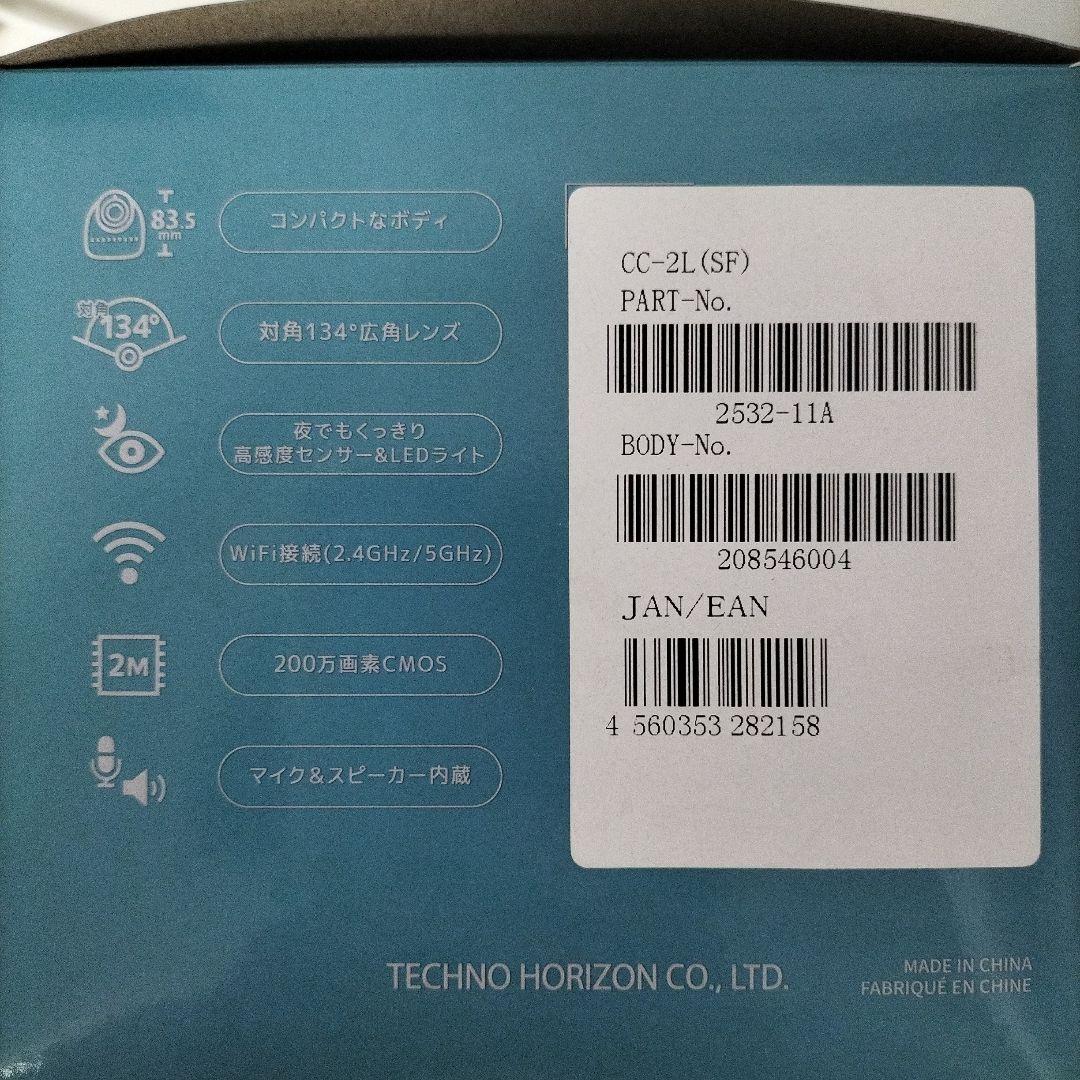 83.5
mm
コンパクトなボディ
対角
134°
対角134°広角レンズ
夜でもくっきり
高感度センサー&LEDライト
WiFi接続(2.4GHz/5GHz)
2M
200万画素CMOS
マイク&スピーカー内蔵
CC-2L(SF)
PART-No.
2532-11A
BODY-No.
208546004
JAN/EAN
4 560353 282158
TECHNO HORIZON CO., LTD.
MADE IN CHINA
FABRIQUÉ EN CHINE